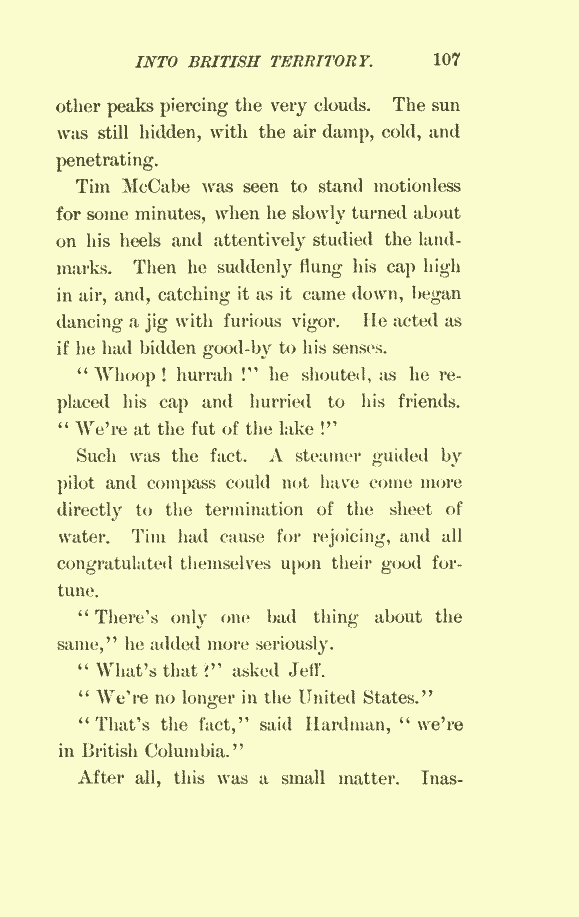 INTO BRITISH TERRITORY. 107
other peaks piercing the very clouds. The sun
was still hidden, with the air damp, cold, and
penetrating.
Tim McCabe was seen to stand motionless
for some minutes, when he slowly turned about
on his heels and attentively studied the land-
marks. Then he suddenly flung his cap high
in air, and, catching it as it came down, began
dancing a jig with furious vigor. He acted as
if he had bidden good-by to his senses.
“ Whoop ! hurrah !” he shouted, as he re-
placed his cap and hurried to his friends.
“ We're at the fut of the lake !”
Such was the fact. A steamer guided by
pilot and compass could not have come more
directly to the termination of the sheet of
water. Tim had cause for rejoicing, and all
congratulated themselves upon their good for-
tune.
“ There's only one bad thing about the
same,” he added more seriously.
“ What's that ?” asked Jeff.
“ We're no longer in the United States.”
“ That's the fact,” said Hardman, “ we're
in British Columbia.”
After all, this was a small matter. Inas-